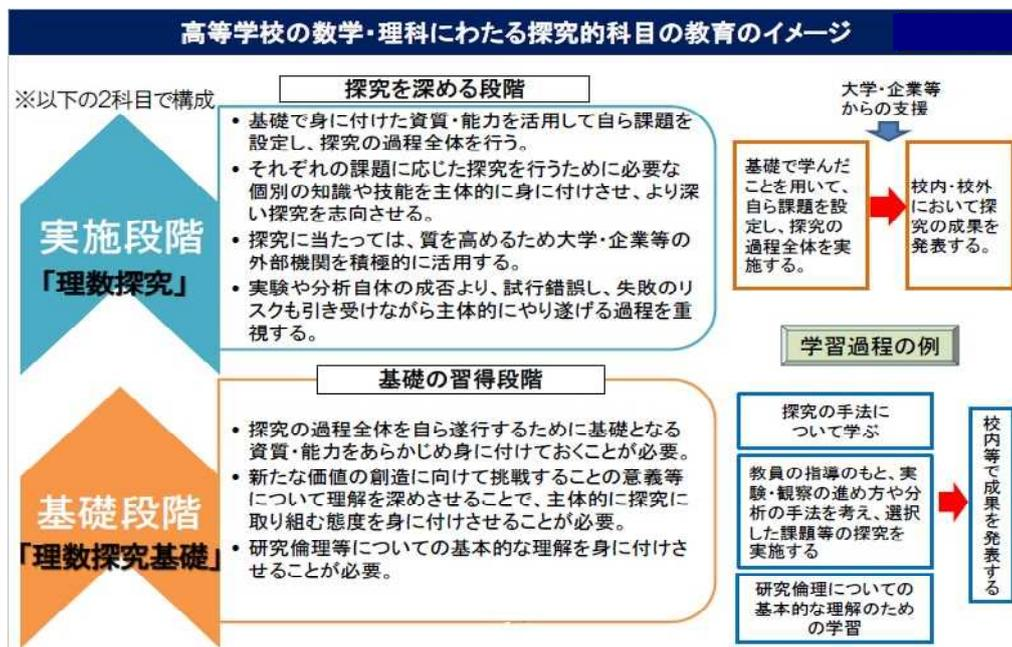 高等学校の数学・理科にわたる探究的科目の教育のイメージ
※以下の2科目で構成
実施段階
「理数探究」
探究を深める段階
• 基礎で身に付けた資質・能力を活用して自ら課題を
設定し、探究の過程全体を行う。
• それぞれの課題に応じた探究を行うために必要な
個別の知識や技能を主体的に身に付けさせ、より深
い探究を志向させる。
• 探究に当たっては、質を高めるため大学・企業等の
外部機関を積極的に活用する。
• 実験や分析自体の成否より、試行錯誤し、失敗のリ
スクも引き受けながら主体的にやり遂げる過程を重
視する。
大学・企業等
からの支援
基礎で学んだ
ことを用いて、
自ら課題を設
定し、探究の
過程全体を実
施する。
校内・校外
において探
究の成果を
発表する。
学習過程の例
基礎段階
「理数探究基礎」
基礎の習得段階
• 探究の過程全体を自ら遂行するために基礎となる
資質・能力をあらかじめ身に付けておくことが必要。
• 新たな価値の創造に向けて挑戦することの意義等
について理解を深めさせることで、主体的に探究に
取り組む態度を身に付けさせることが必要。
• 研究倫理等についての基本的な理解を身に付けさ
せることが必要。
探究の手法に
ついて学ぶ
教員の指導のもと、実
験・観察の進め方や分
析の手法を考え、選択
した課題等の探究を
実施する
研究倫理についての
基本的な理解のため
の学習
校内等で成果を発表する